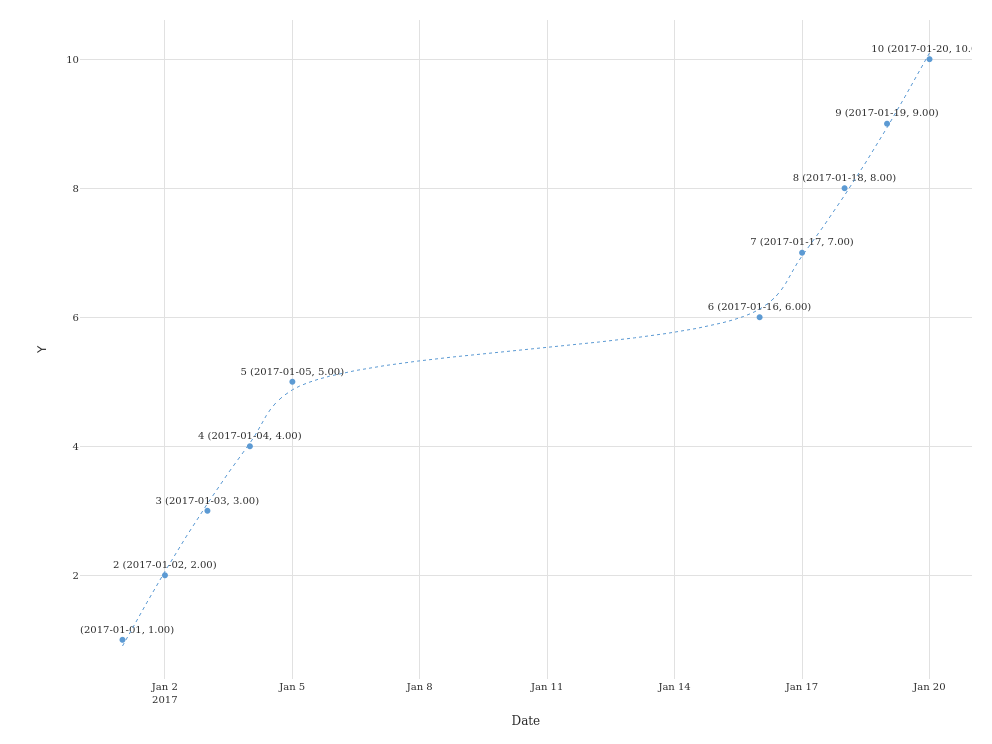 10 (2017-01-20, 10.
10
9 (2017-01-19, 9.00)
8 (2017-01-18, 8.00)
8
7 (2017-01-17, 7.00)
6 (2017-01-16, 6.00)
6
Y
5 (2017-01-05, 5.00)
4 (2017-01-04, 4.00)
4
3 (2017-01-03, 3.00)
2 (2017-01-02, 2.00)
2
(2017-01-01, 1.00)
Jan 2 Jan 5 Jan 8 Jan 11 Jan 14 Jan 17 Jan 20
2017
Date